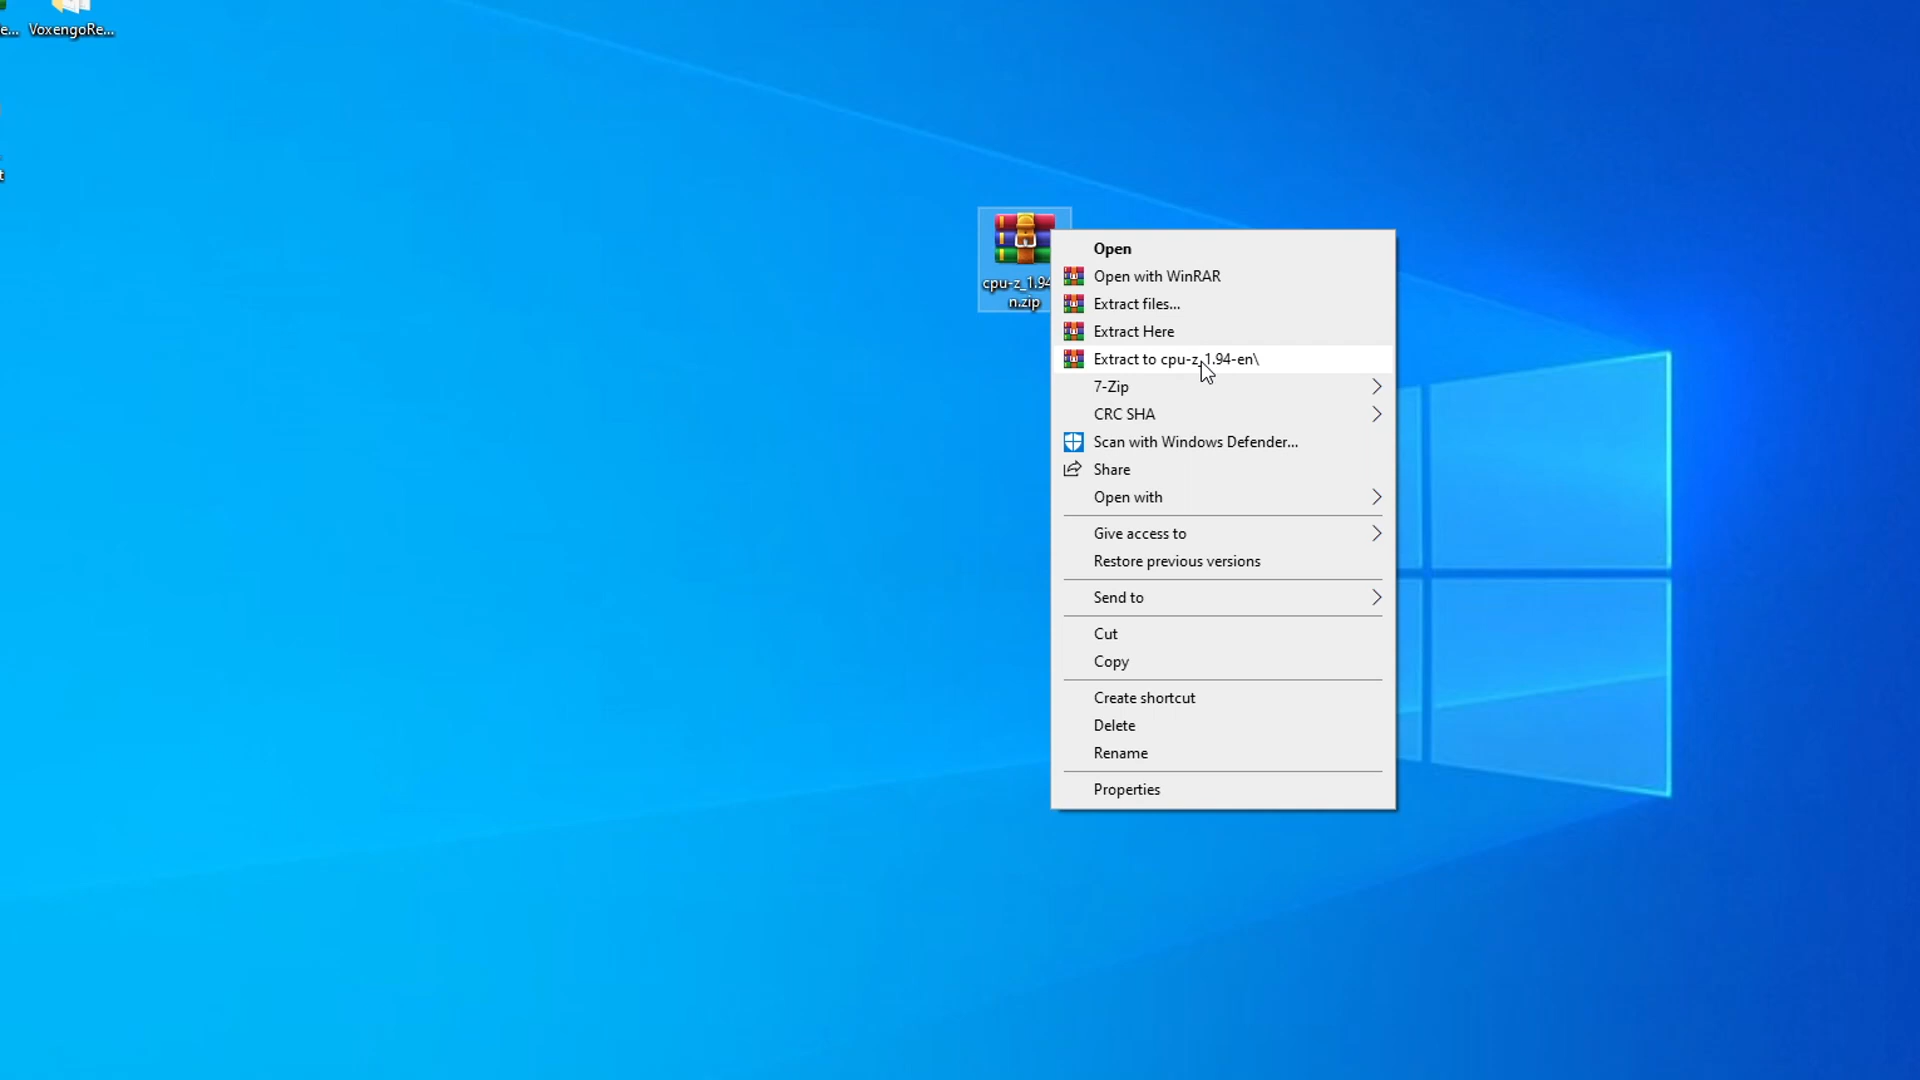 e... VoxengoRe...
t
cpu-z_1.94
n.zip
Open
Open with WinRAR
Extract files...
Extract Here
Extract to cpu-z_1.94-en\
7-Zip
CRC SHA
Scan with Windows Defender...
Share
Open with
Give access to
Restore previous versions
Send to
Cut
Copy
Create shortcut
Delete
Rename
Properties